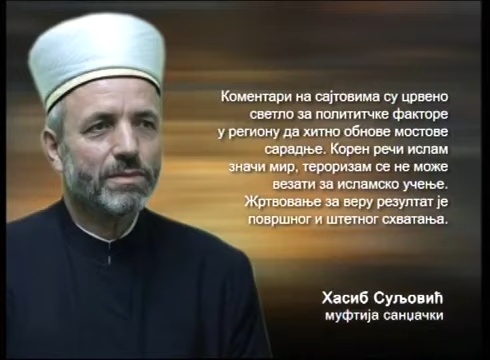 Коментари на сајтовима су црвено
светло за полититчке факторе
у региону да хитно обнове мостове
сарадње. Корен речи ислам
значи мир, тероризам се не може
везати за исламско учење.
Жртвовање за веру резултат је
површног и штетног схватања.
Хасиб Суљовић
муфтија санџачки